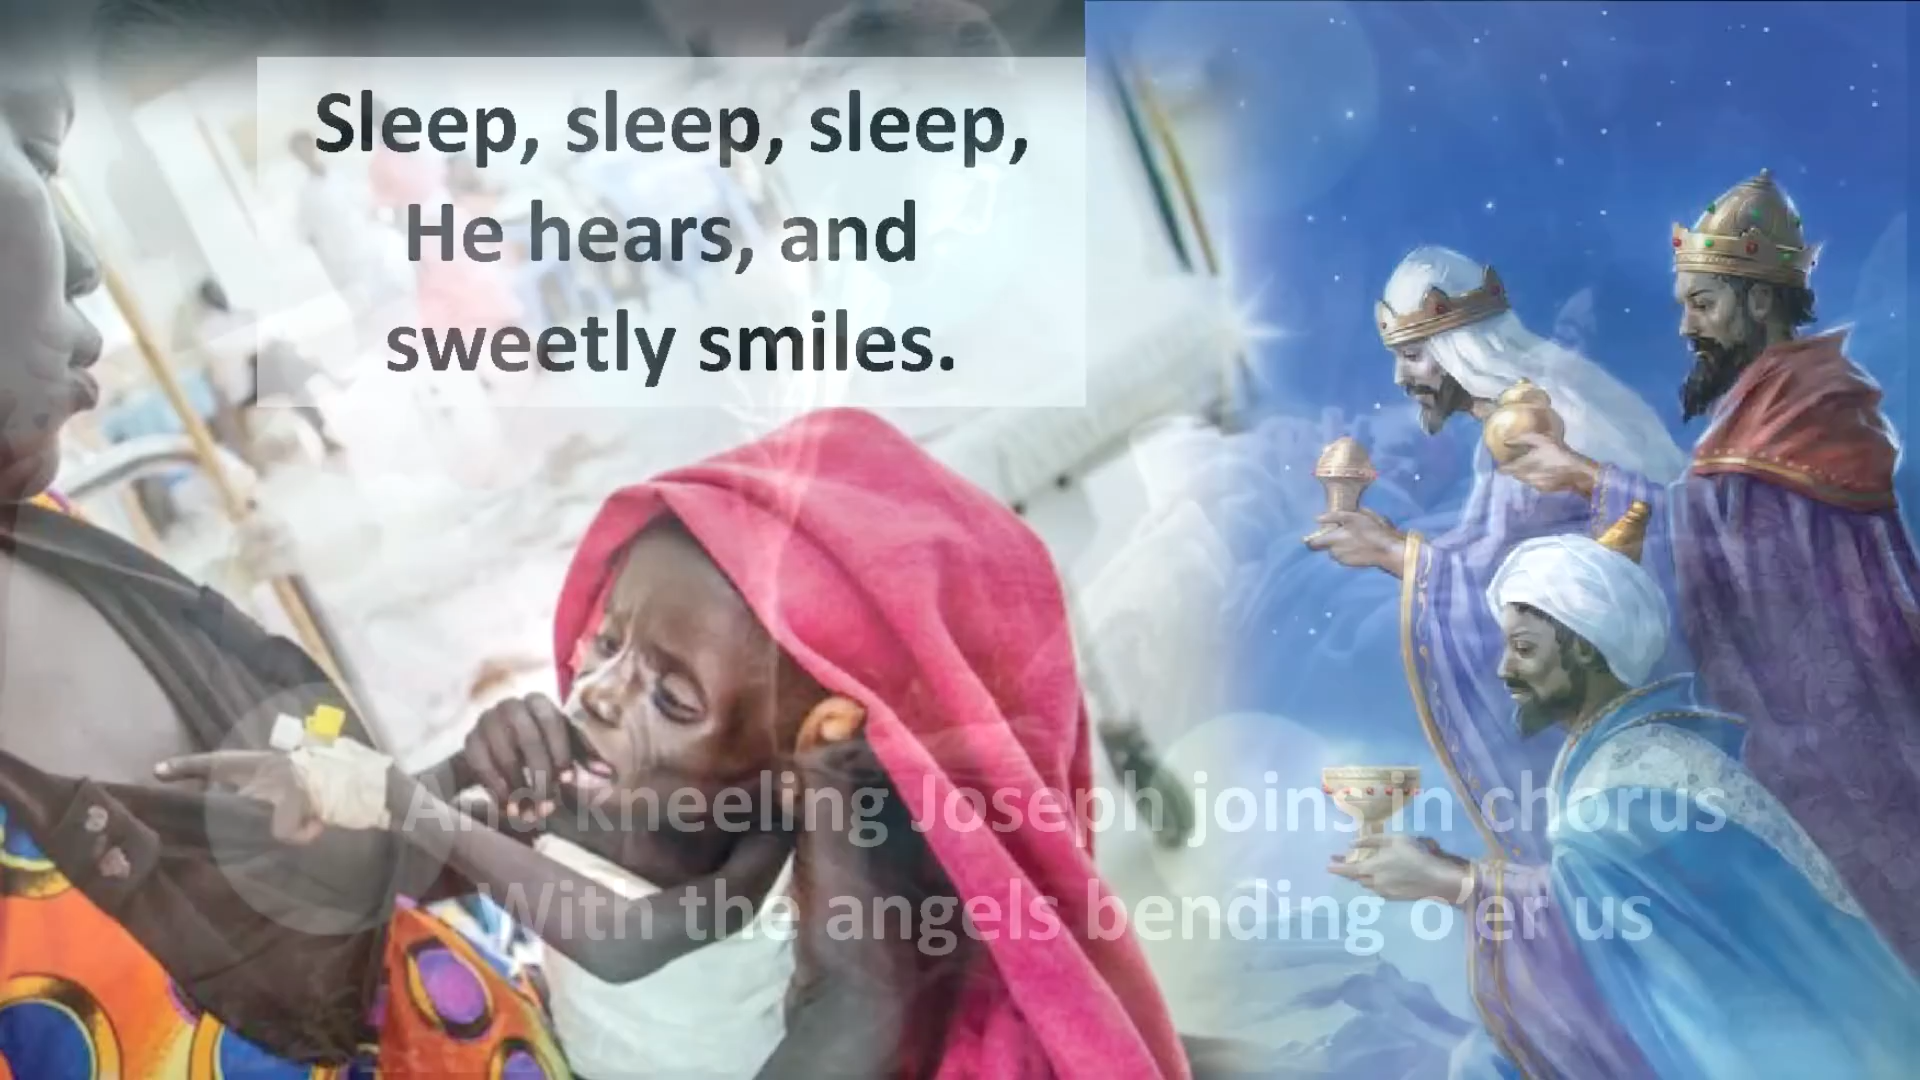 Sleep, sleep, sleep,
He hears, and
sweetly smiles.
And kneeling Joseph joins in chorus
With the angels bending o’er us